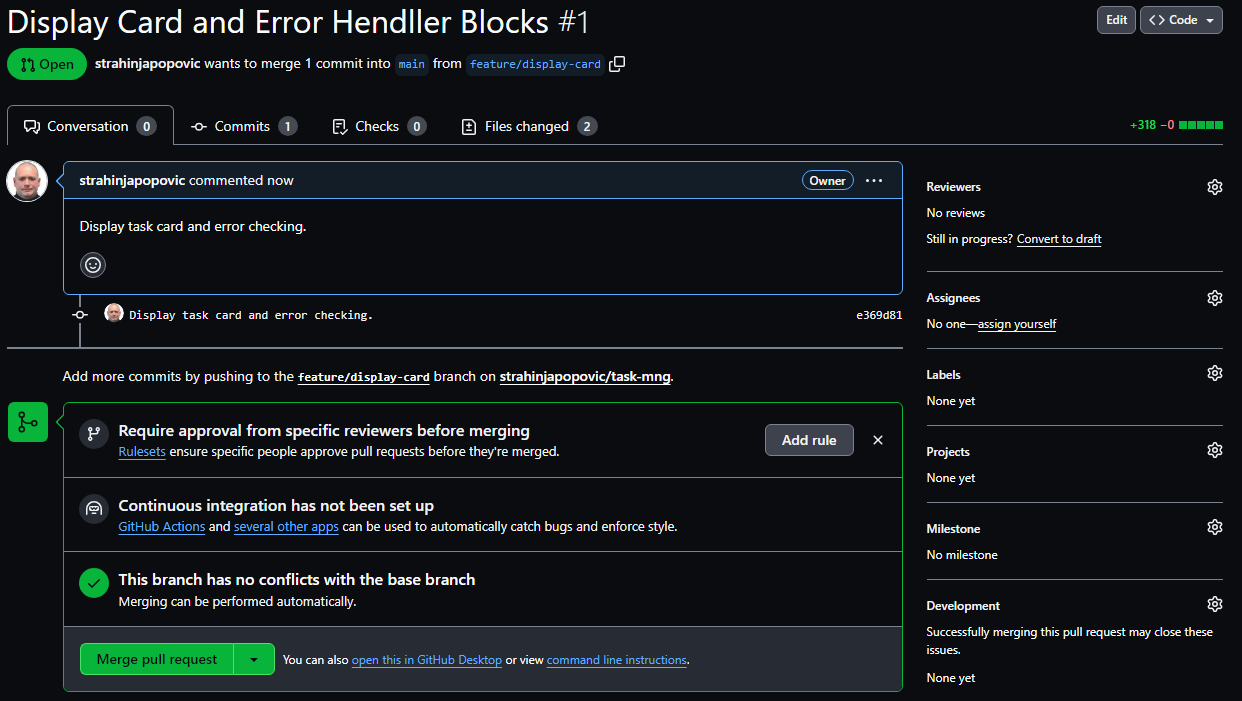 Display Card and Error Hendller Blocks #1
Edit
Code
Open
strahinjapopovic wants to merge 1 commit into main from feature/display-card
Conversation 0
Commits 1
Checks 0
Files changed 2
+318 −0
strahinjapopovic commented now
Owner
Display task card and error checking.
Display task card and error checking.
e369d81
Add more commits by pushing to the feature/display-card branch on strahinjapopovic/task-mng.
Require approval from specific reviewers before merging
Rulesets ensure specific people approve pull requests before they're merged.
Add rule
Continuous integration has not been set up
GitHub Actions and several other apps can be used to automatically catch bugs and enforce style.
This branch has no conflicts with the base branch
Merging can be performed automatically.
Merge pull request
You can also open this in GitHub Desktop or view command line instructions.
Reviewers
No reviews
Still in progress? Convert to draft
Assignees
No one—assign yourself
Labels
None yet
Projects
None yet
Milestone
No milestone
Development
Successfully merging this pull request may close these
issues.
None yet